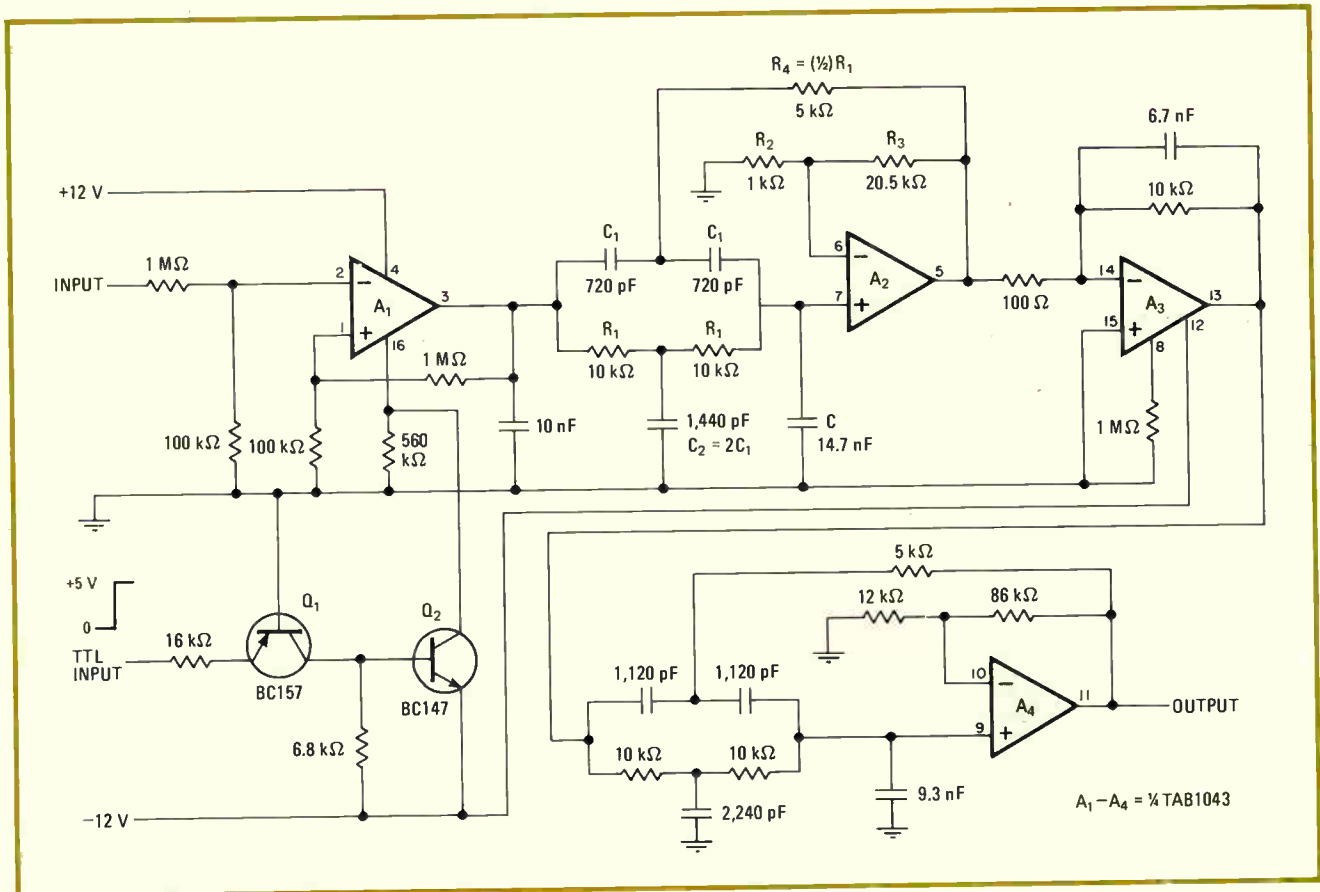 R4 = (½)R1
5 kΩ
6.7 nF
R2
R3
1 kΩ
20.5 kΩ
10 kΩ
+12 V
C1
C1
INPUT
1 MΩ
2
4
A1
3
1
16
720 pF
720 pF
6
A2
5
7
100 Ω
14
A3
13
15
12
8
R1
R1
10 kΩ
10 kΩ
1 MΩ
100 kΩ
100 kΩ
560
kΩ
10 nF
1,440 pF
C2 = 2C1
C
14.7 nF
1 MΩ
+5 V
0
TTL
INPUT
16 kΩ
Q1
BC157
Q2
BC147
6.8 kΩ
−12 V
5 kΩ
12 kΩ
86 kΩ
1,120 pF
1,120 pF
10
A4
11
OUTPUT
9
10 kΩ
10 kΩ
2,240 pF
9.3 nF
A1–A4 = ¼ TAB1043